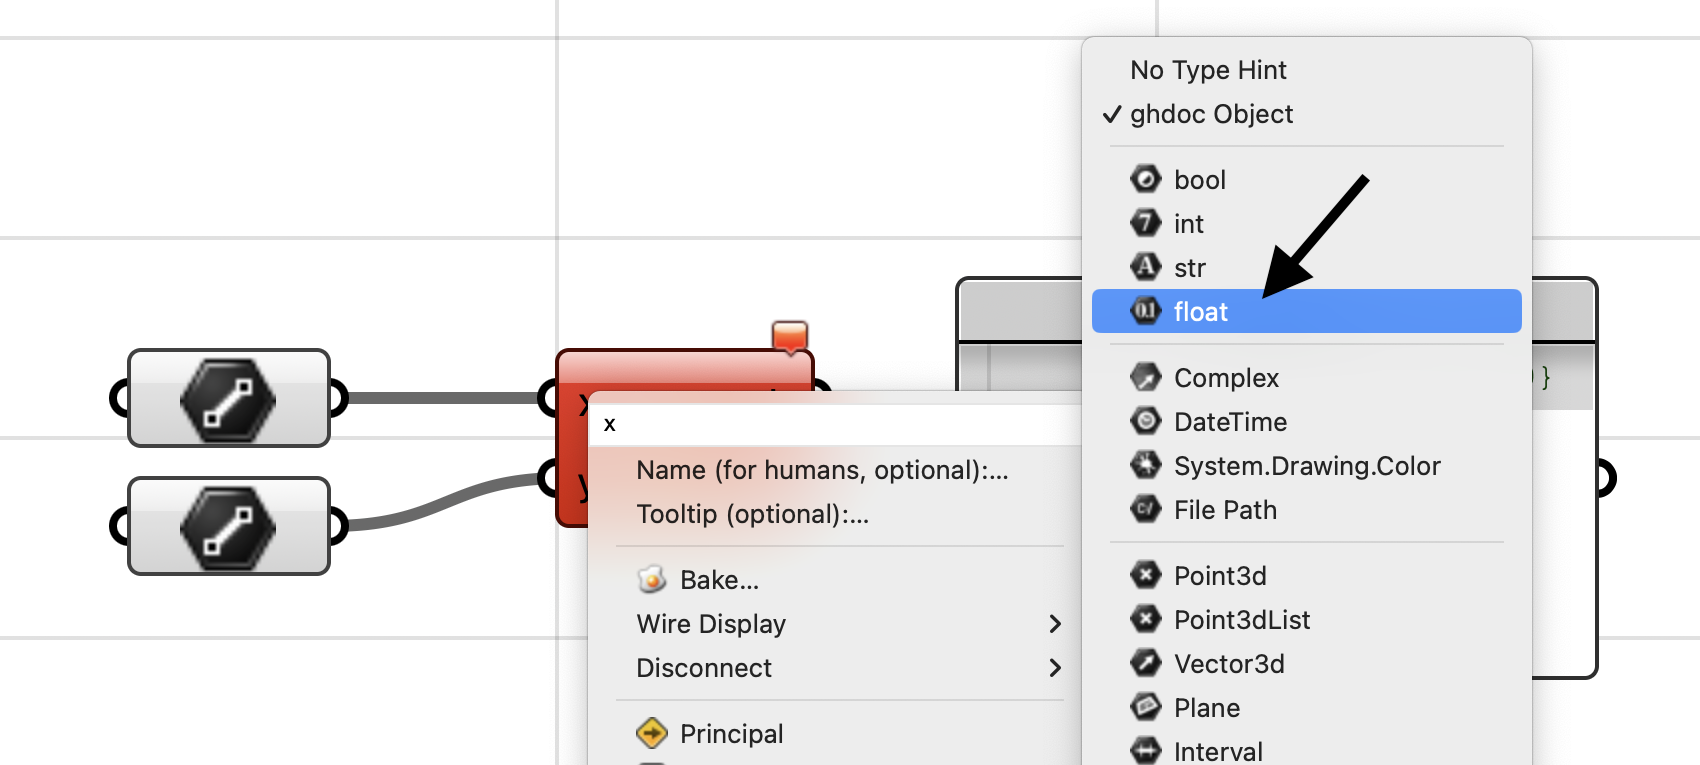 No Type Hint
ghdoc Object
bool
int
str
float
Complex
DateTime
System.Drawing.Color
File Path
Point3d
Point3dList
Vector3d
Plane
Interval
x
y
}
x
Name (for humans, optional):...
Tooltip (optional):...
Bake...
Wire Display
Disconnect
Principal